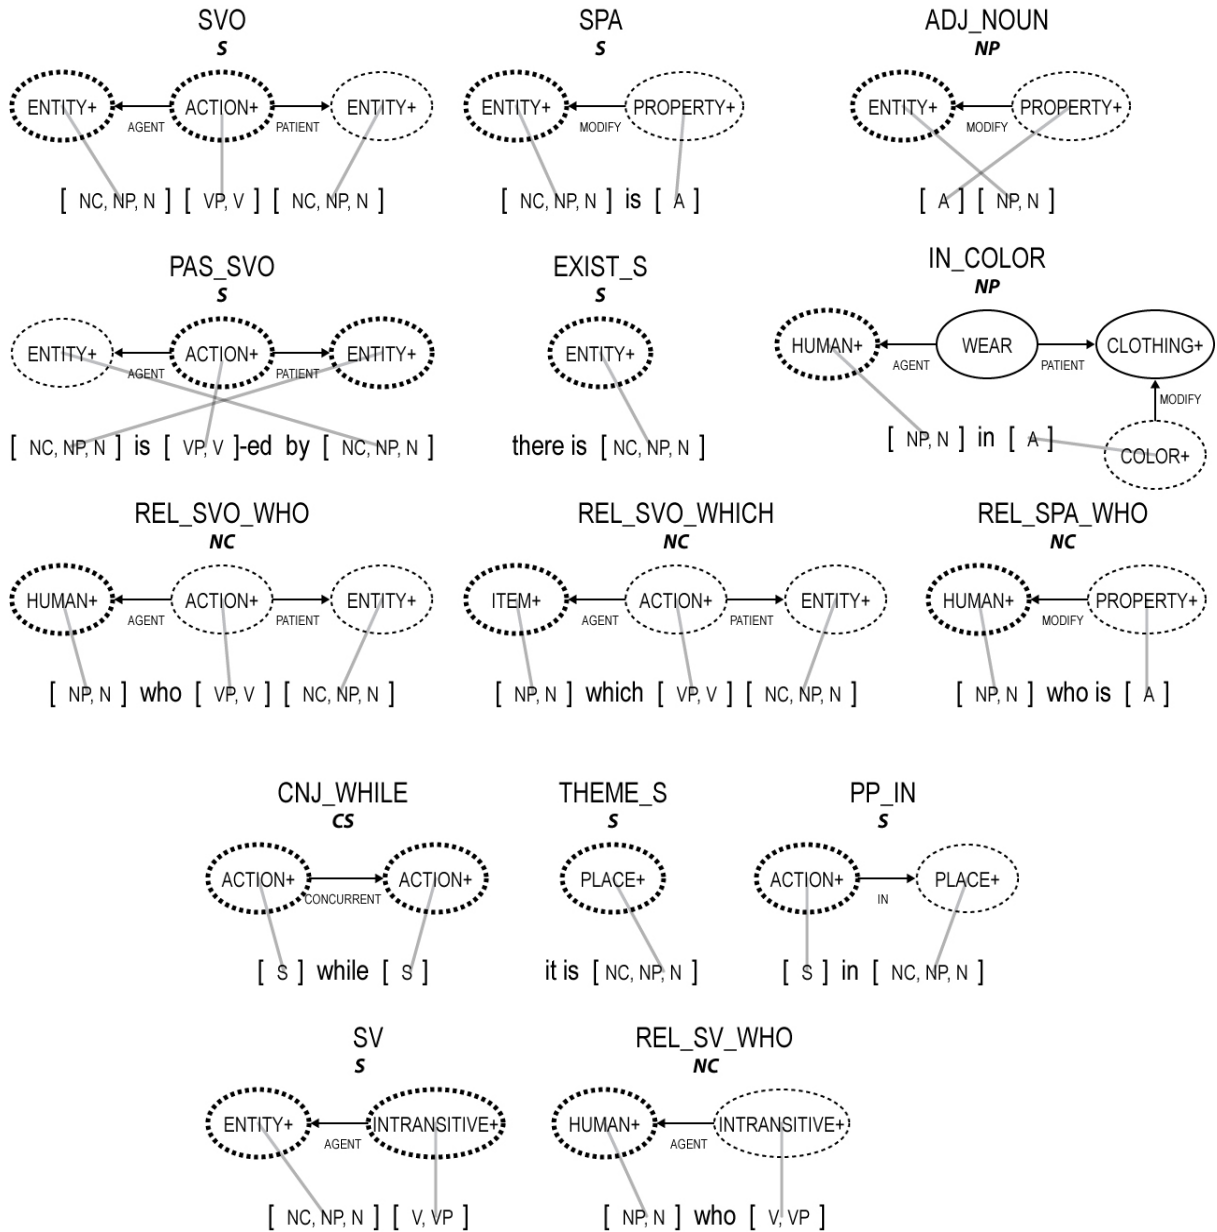 SVO SPA ADJ_NOUN
S S NP
ENTITY+ ACTION+ ENTITY+ ENTITY+ PROPERTY+ ENTITY+ PROPERTY+
AGENT PATIENT MODIFY MODIFY
[ NC, NP, N ] [ VP, V ] [ NC, NP, N ] [ NC, NP, N ] is [ A ] [ A ] [ NP, N ]
PAS_SVO EXIST_S IN_COLOR
S S NP
ENTITY+ ACTION+ ENTITY+ ENTITY+ HUMAN+ WEAR CLOTHING+
AGENT PATIENT AGENT PATIENT
MODIFY
[ NC, NP, N ] is [ VP, V ]-ed by [ NC, NP, N ] there is [ NC, NP, N ] [ NP, N ] in [ A ]
COLOR+
REL_SVO_WHO REL_SVO_WHICH REL_SPA_WHO
NC NC NC
HUMAN+ ACTION+ ENTITY+ ITEM+ ACTION+ ENTITY+ HUMAN+ PROPERTY+
AGENT PATIENT AGENT PATIENT MODIFY
[ NP, N ] who [ VP, V ] [ NC, NP, N ] [ NP, N ] which [ VP, V ] [ NC, NP, N ] [ NP, N ] who is [ A ]
CNJ_WHILE THEME_S PP_IN
CS S S
ACTION+ ACTION+ PLACE+ ACTION+ PLACE+
CONCURRENT IN
[ S ] while [ S ] it is [ NC, NP, N ] [ S ] in [ NC, NP, N ]
SV REL_SV_WHO
S NC
ENTITY+ INTRANSITIVE+ HUMAN+ INTRANSITIVE+
AGENT AGENT
[ NC, NP, N ] [ V, VP ] [ NP, N ] who [ V, VP ]